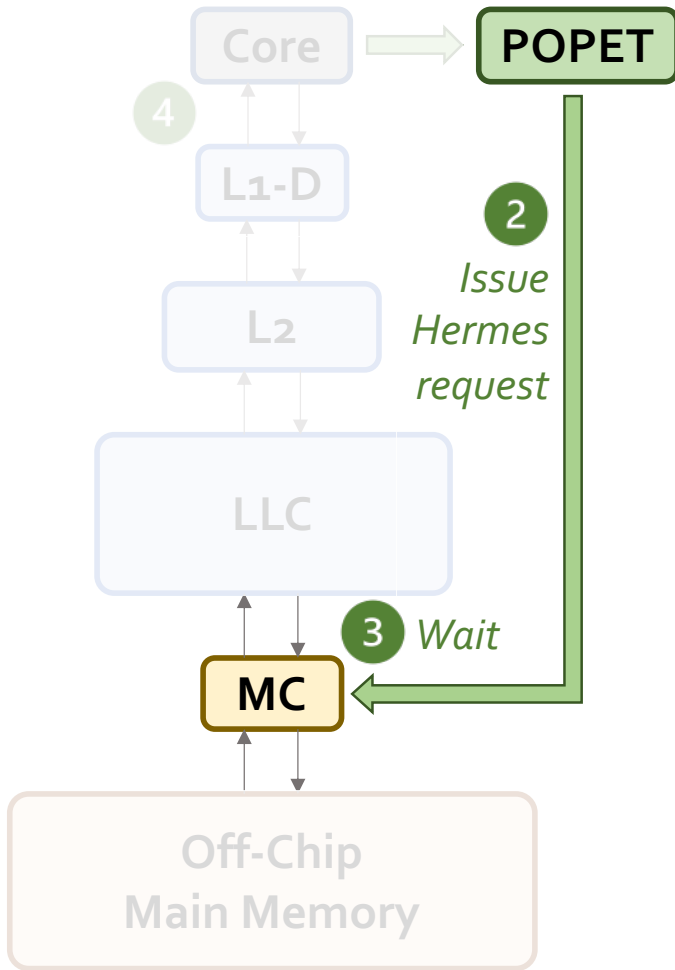 Core
POPET
4
L1-D
2
Issue
Hermes
request
L2
LLC
3 Wait
MC
Off-Chip
Main Memory